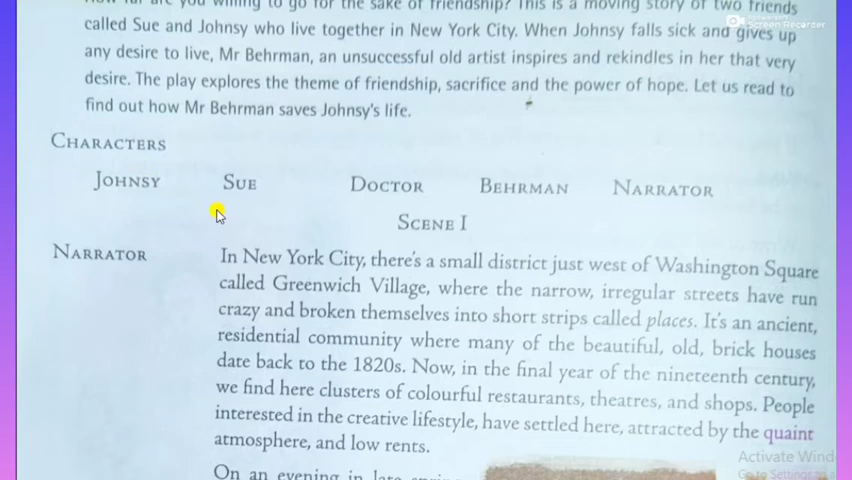 How far are you willing to go for the sake of friendship? This is a moving story of two friends
called Sue and Johnsy who live together in New York City. When Johnsy falls sick and gives up
any desire to live, Mr Behrman, an unsuccessful old artist inspires and rekindles in her that very
desire. The play explores the theme of friendship, sacrifice and the power of hope. Let us read to
find out how Mr Behrman saves Johnsy's life.
CHARACTERS
JOHNSY SUE DOCTOR BEHRMAN NARRATOR
SCENE I
NARRATOR In New York City, there's a small district just west of Washington Square
called Greenwich Village, where the narrow, irregular streets have run
crazy and broken themselves into short strips called places. It's an ancient,
residential community where many of the beautiful, old, brick houses
date back to the 1820s. Now, in the final year of the nineteenth century,
we find here clusters of colourful restaurants, theatres, and shops. People
interested in the creative lifestyle, have settled here, attracted by the quaint
atmosphere, and low rents.
On an evening in late spring
Screen Recorder
Activate Wind
Go to Settings